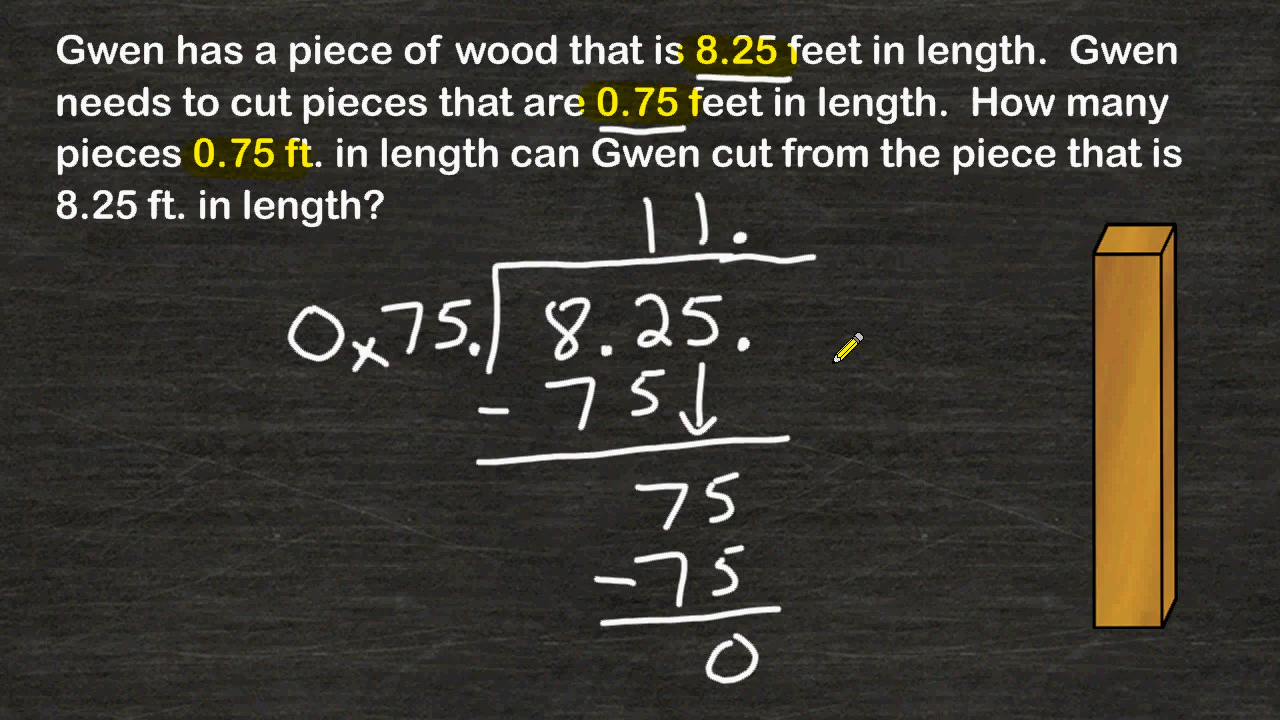 Gwen has a piece of wood that is 8.25 feet in length. Gwen
needs to cut pieces that are 0.75 feet in length. How many
pieces 0.75 ft. in length can Gwen cut from the piece that is
8.25 ft. in length?
11.
0x75. 8.25.
- 75↓
75
-75
0